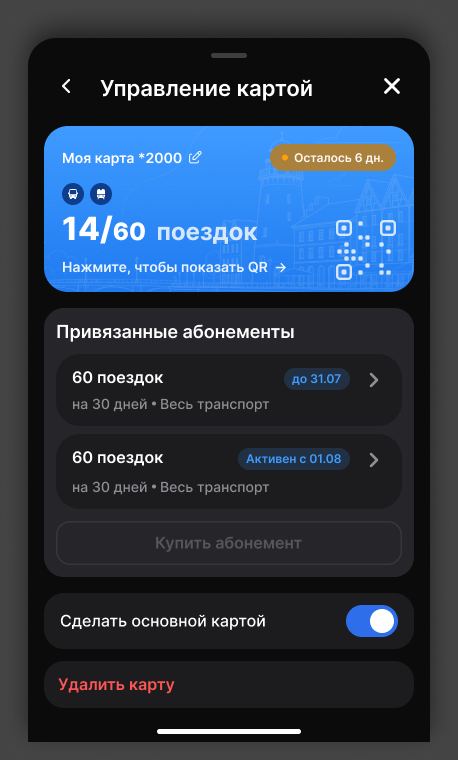 Управление картой
Моя карта *2000
Осталось 6 дн.
14/60 поездок
Нажмите, чтобы показать QR →
Привязанные абонементы
60 поездок
до 31.07
на 30 дней • Весь транспорт
60 поездок
Активен с 01.08
на 30 дней • Весь транспорт
Купить абонемент
Сделать основной картой
Удалить карту